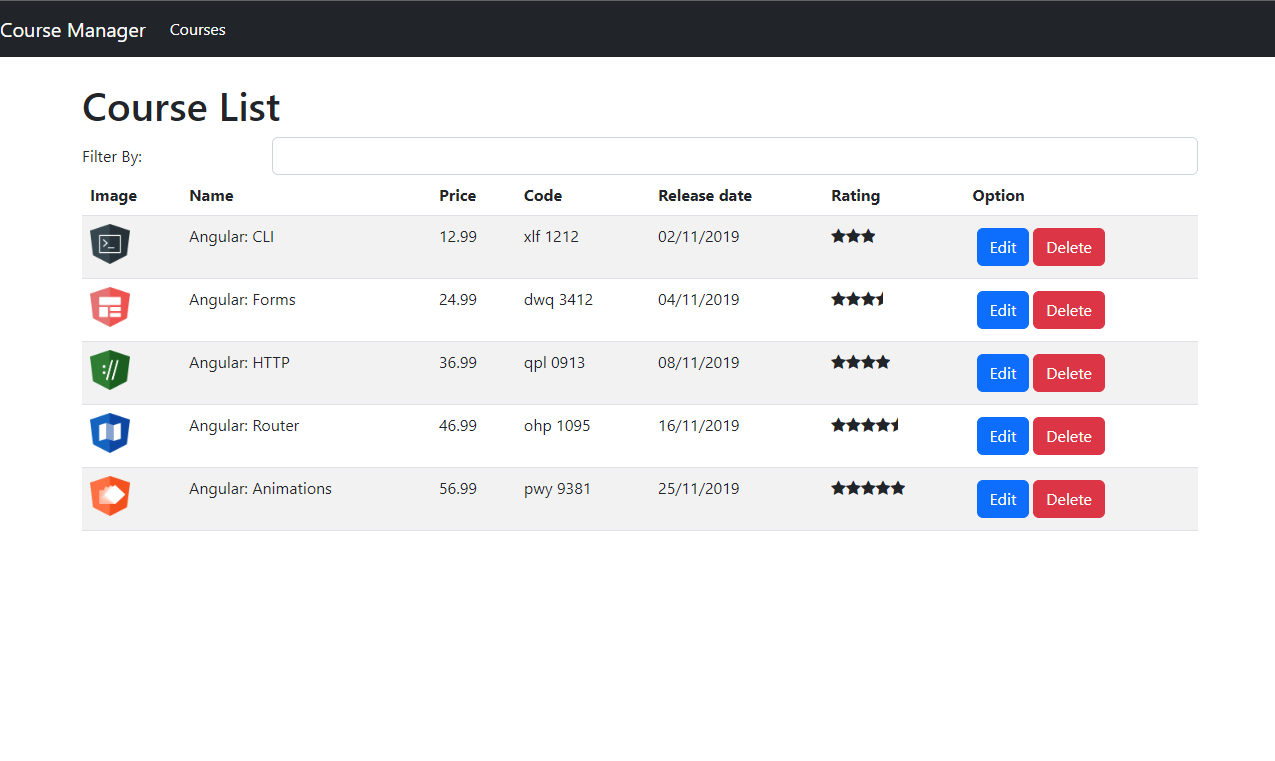 Course Manager Courses
Course List
Filter By:
Image Name Price Code Release date Rating Option
Angular: CLI 12.99 xlf 1212 02/11/2019 Edit Delete
Angular: Forms 24.99 dwq 3412 04/11/2019 Edit Delete
Angular: HTTP 36.99 qpl 0913 08/11/2019 Edit Delete
Angular: Router 46.99 ohp 1095 16/11/2019 Edit Delete
Angular: Animations 56.99 pwy 9381 25/11/2019 Edit Delete